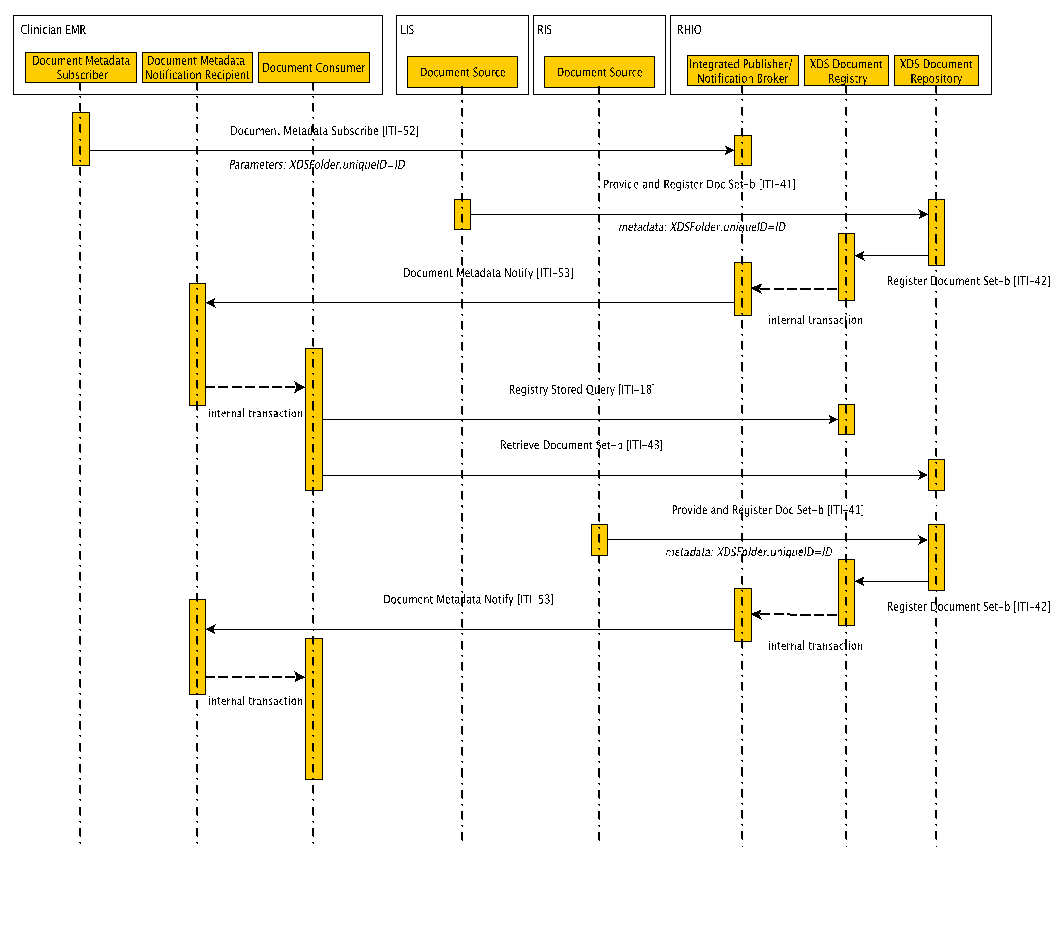 Clinician EMR
LIS
RIS
RHIO
Document Metadata
Subscriber
Document Metadata
Notification Recipient
Document Consumer
Document Source
Document Source
Integrated Publisher/
Notification Broker
XDS Document
Registry
XDS Document
Repository
Document Metadata Subscribe [ITI-52]
Parameters: XDSFolder.uniqueID=ID
Provide and Register Doc Set-b [ITI-41]
metadata: XDSFolder.uniqueID=ID
Register Document Set-b [ITI-42]
Document Metadata Notify [ITI-53]
internal transaction
internal transaction
Registry Stored Query [ITI-18]
Retrieve Document Set-b [ITI-43]
Provide and Register Doc Set-b [ITI-41]
metadata: XDSFolder.uniqueID=ID
Register Document Set-b [ITI-42]
Document Metadata Notify [ITI-53]
internal transaction
internal transaction